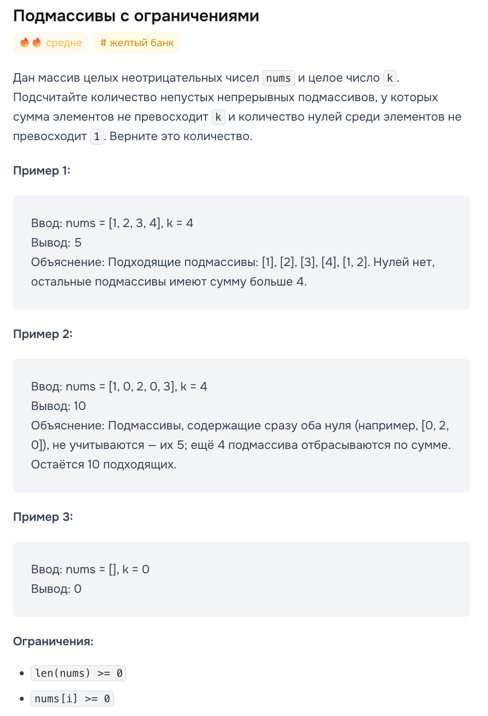 Подмассивы с ограничениями
🔥🔥 средне # желтый банк
Дан массив целых неотрицательных чисел nums и целое число k.
Подсчитайте количество непустых непрерывных подмассивов, у которых
сумма элементов не превосходит k и количество нулей среди элементов не
превосходит 1. Верните это количество.
Пример 1:
Ввод: nums = [1, 2, 3, 4], k = 4
Вывод: 5
Объяснение: Подходящие подмассивы: [1], [2], [3], [4], [1, 2]. Нулей нет,
остальные подмассивы имеют сумму больше 4.
Пример 2:
Ввод: nums = [1, 0, 2, 0, 3], k = 4
Вывод: 10
Объяснение: Подмассивы, содержащие сразу оба нуля (например, [0, 2,
0]), не учитываются — их 5; ещё 4 подмассива отбрасываются по сумме.
Остаётся 10 подходящих.
Пример 3:
Ввод: nums = [], k = 0
Вывод: 0
Ограничения:
• len(nums) >= 0
• nums[i] >= 0